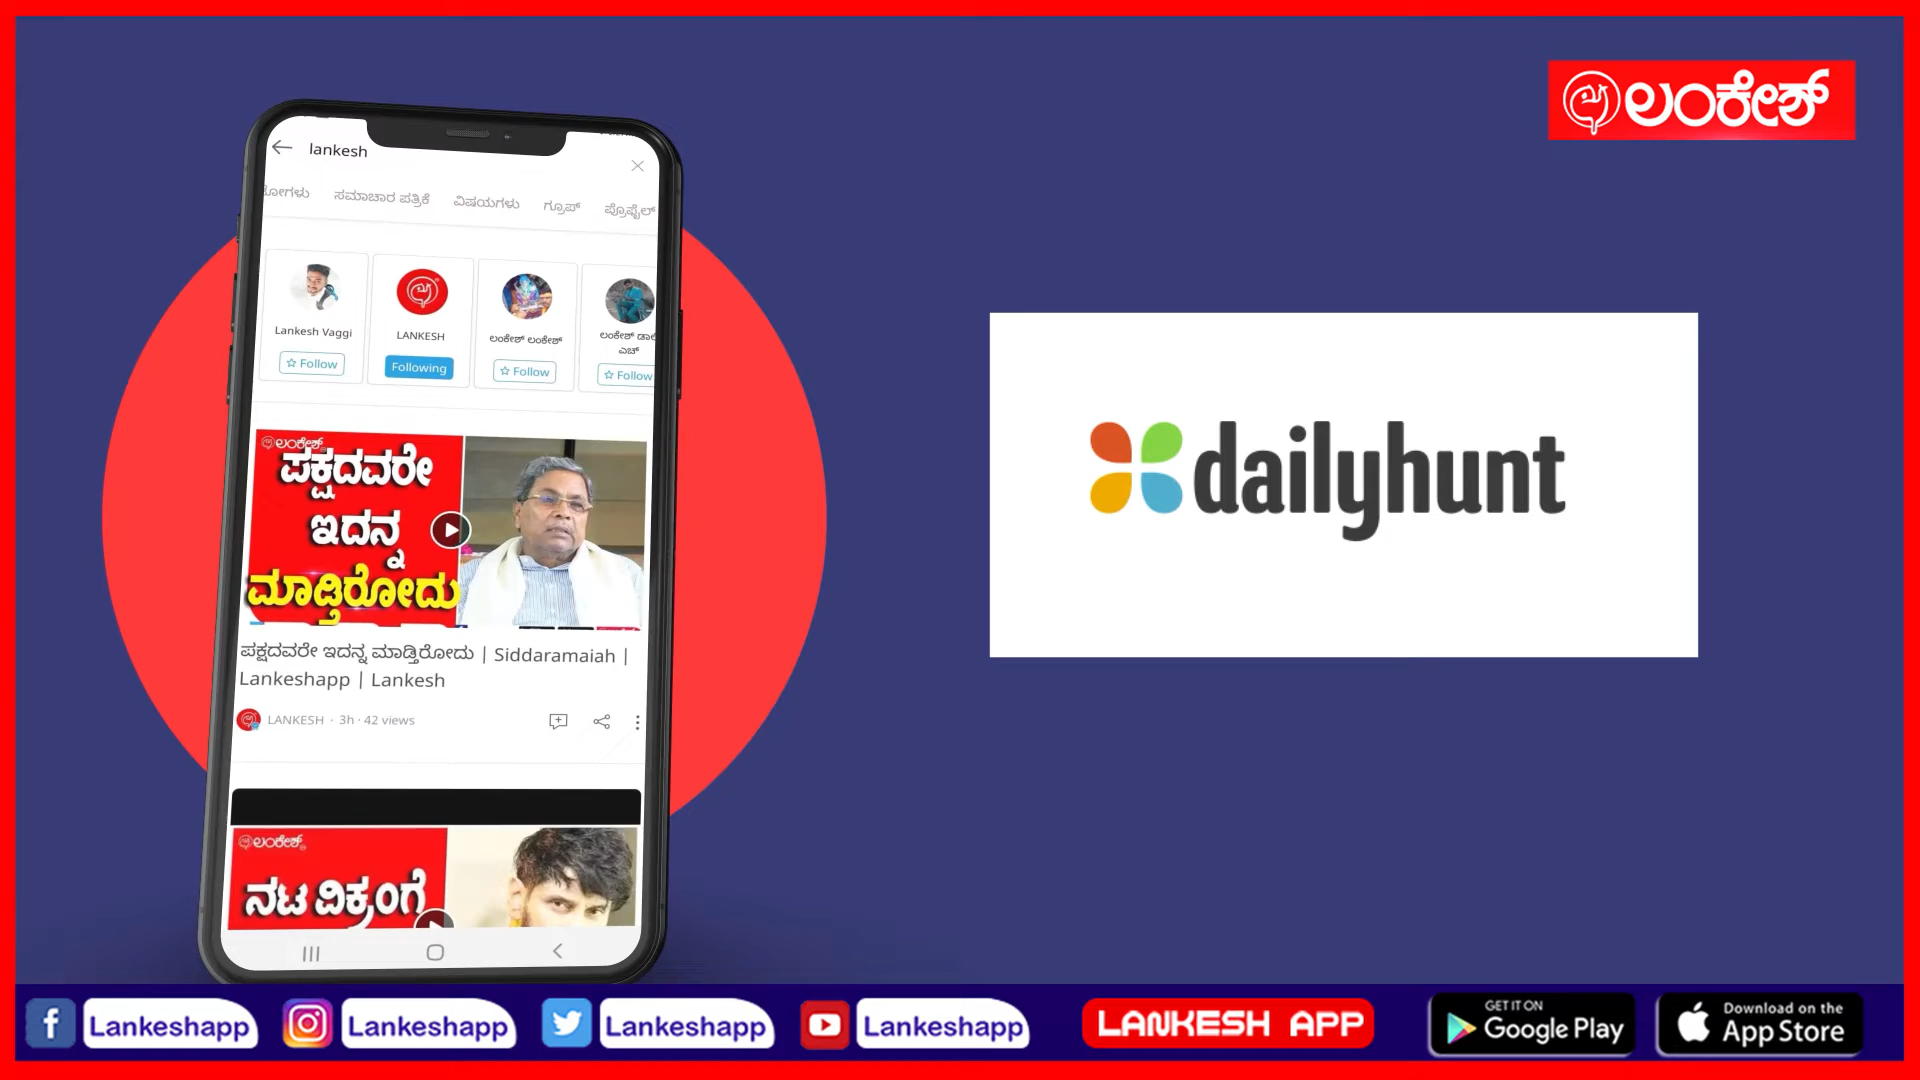 ಲಂಕೇಶ್
lankesh
ೋಗಳು ಸಮಾಚಾರ ಪತ್ರಿಕೆ ವಿಷಯಗಳು ಗ್ರೂಪ್ ಪ್ರೊಫೈಲ್
Lankesh Vaggi
LANKESH
ಲಂಕೇಶ್ ಲಂಕೇಶ್
ಲಂಕೇಶ್ ಡಾಲಿ
ಎಚ್
Follow
Following
Follow
Follow
ಲಂಕೇಶ್
ಪಕ್ಷದವರೇ
ಇದನ್ನ
ಮಾಡ್ತಿರೋದು
ಪಕ್ಷದವರೇ ಇದನ್ನ ಮಾಡ್ತಿರೋದು | Siddaramaiah |
Lankeshapp | Lankesh
LANKESH · 3h · 42 views
ಲಂಕೇಶ್
ನಟ ವಿಕ್ರಂಗೆ
dailyhunt
Lankeshapp Lankeshapp Lankeshapp Lankeshapp LANKESH APP
GET IT ON
Google Play
Download on the
App Store